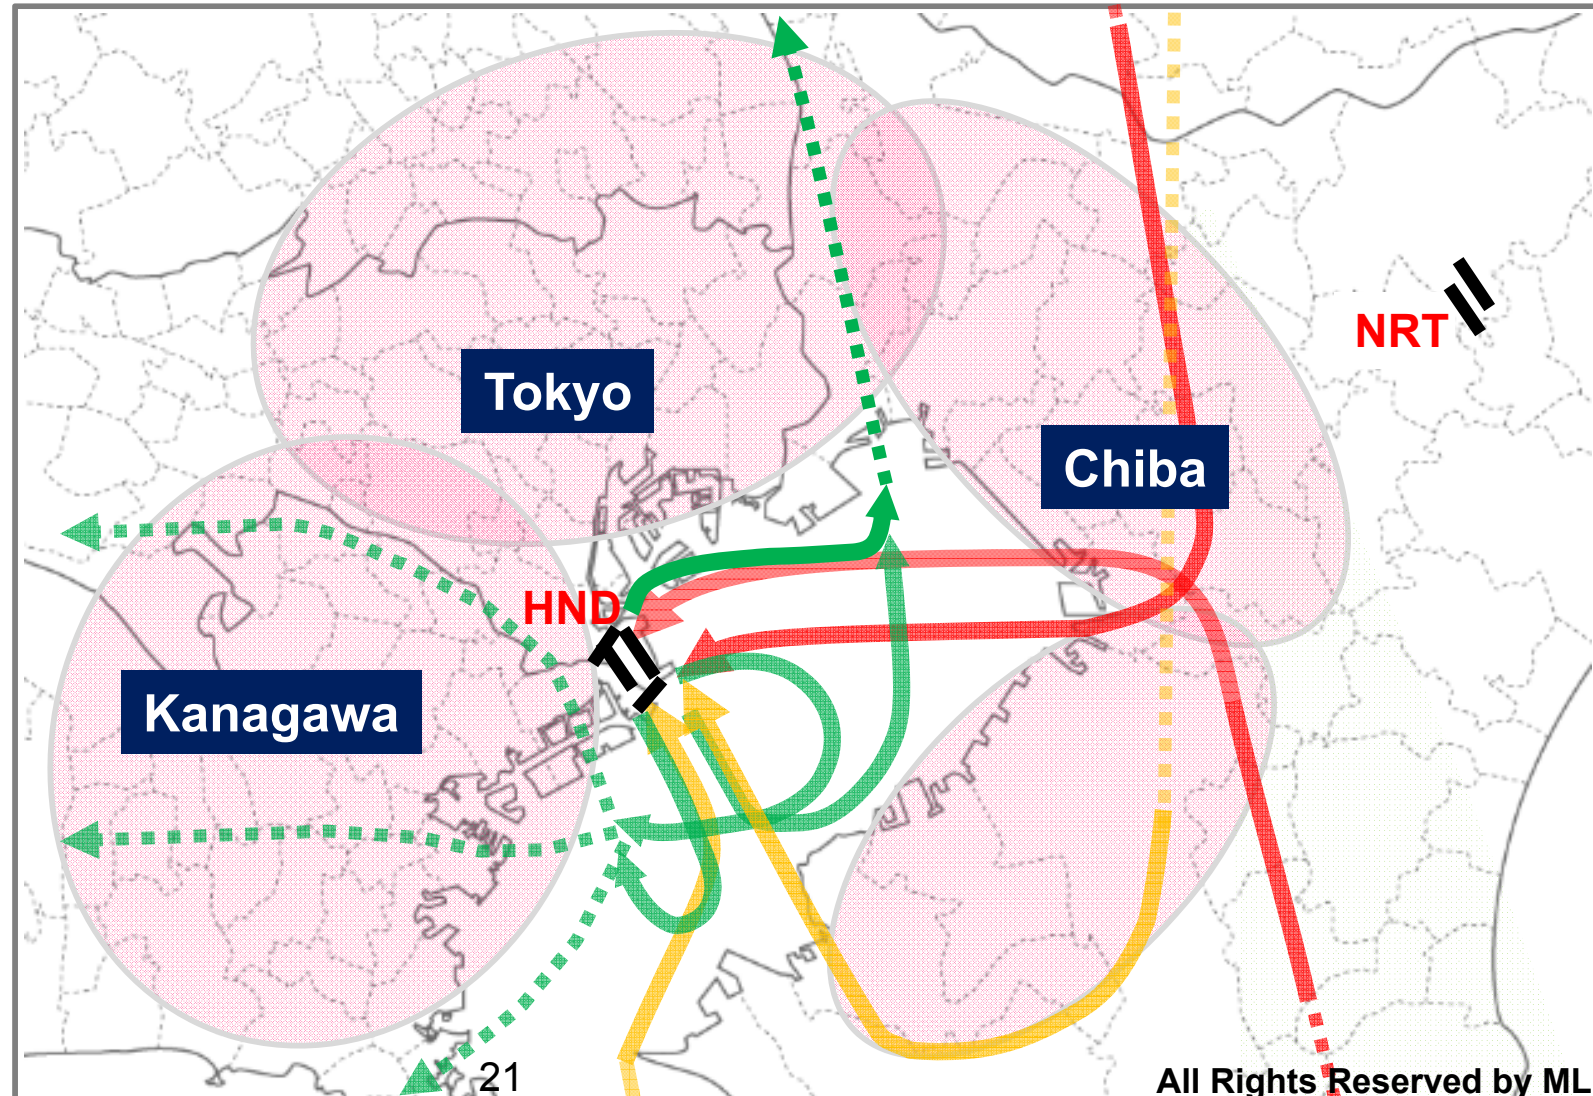 NRT
Tokyo
Chiba
HND
Kanagawa
21
All Rights Reserved by ML